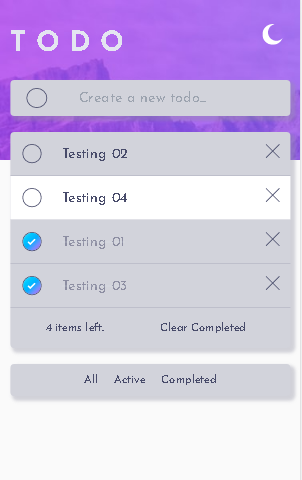 TODO
Create a new todo...
Testing 02
Testing 04
Testing 01
Testing 03
4 items left. Clear Completed
All Active Completed